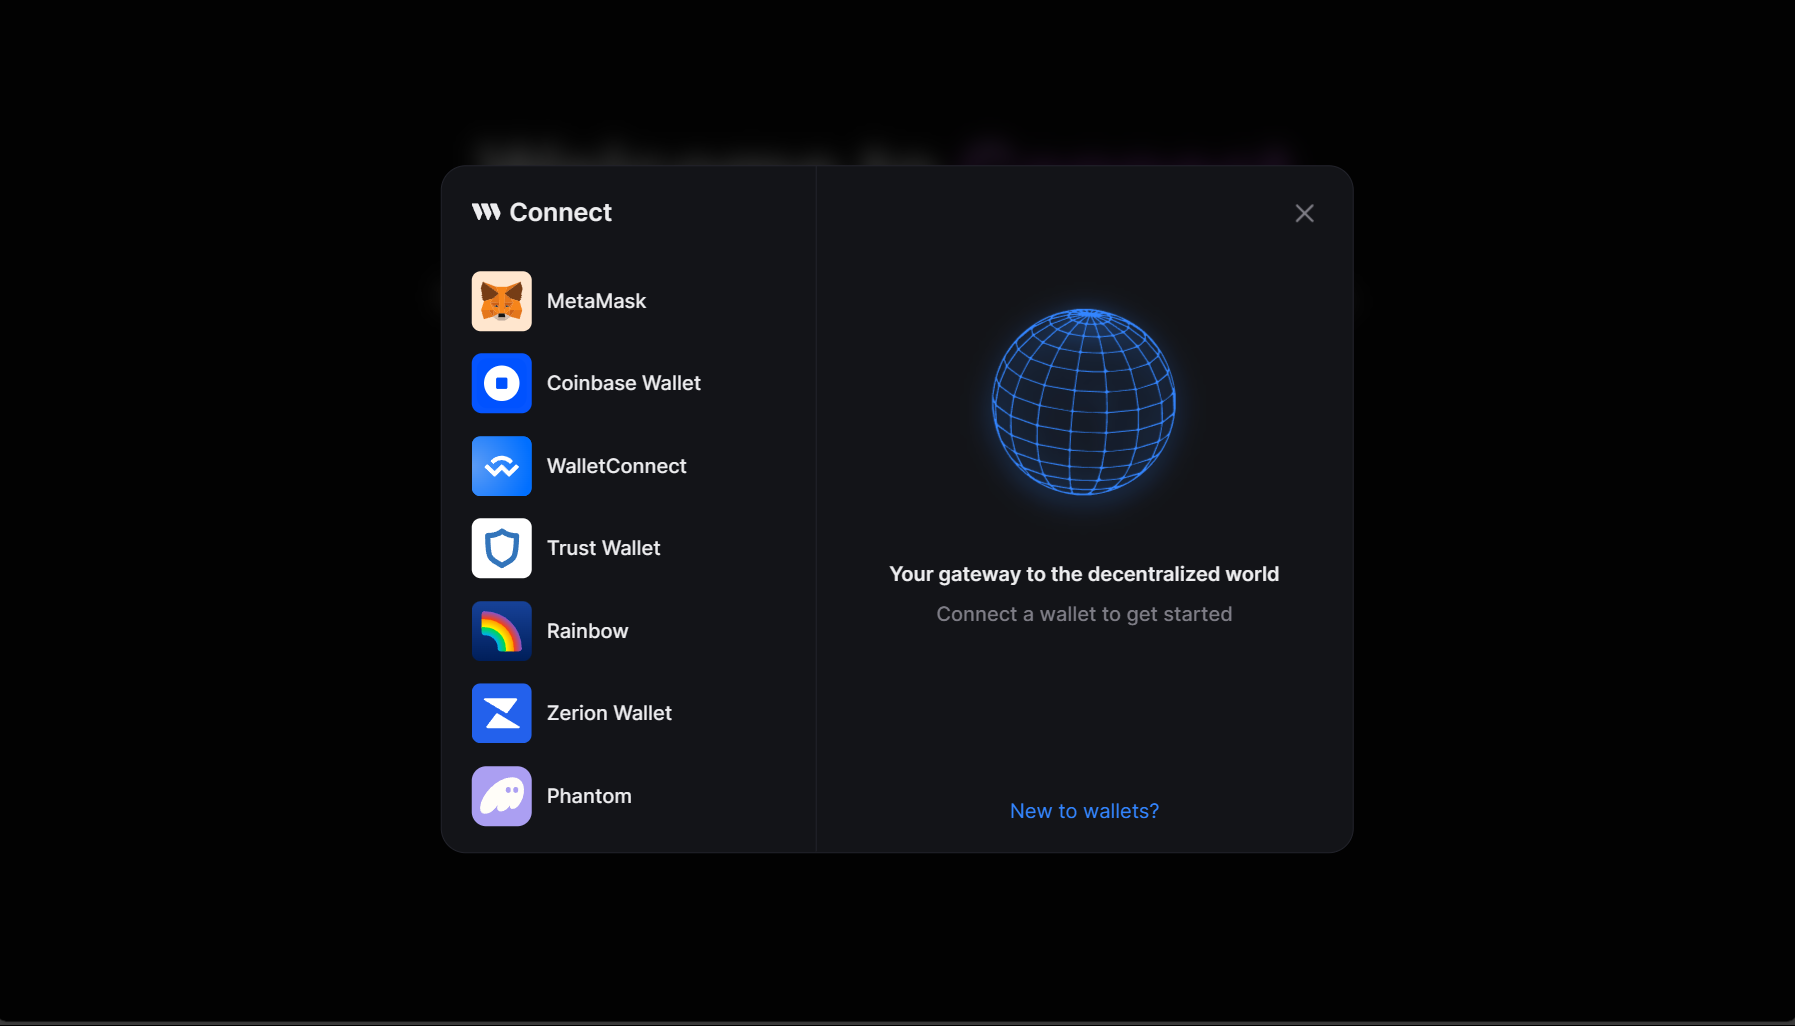 Connect
MetaMask
Coinbase Wallet
WalletConnect
Trust Wallet
Rainbow
Zerion Wallet
Phantom
Your gateway to the decentralized world
Connect a wallet to get started
New to wallets?